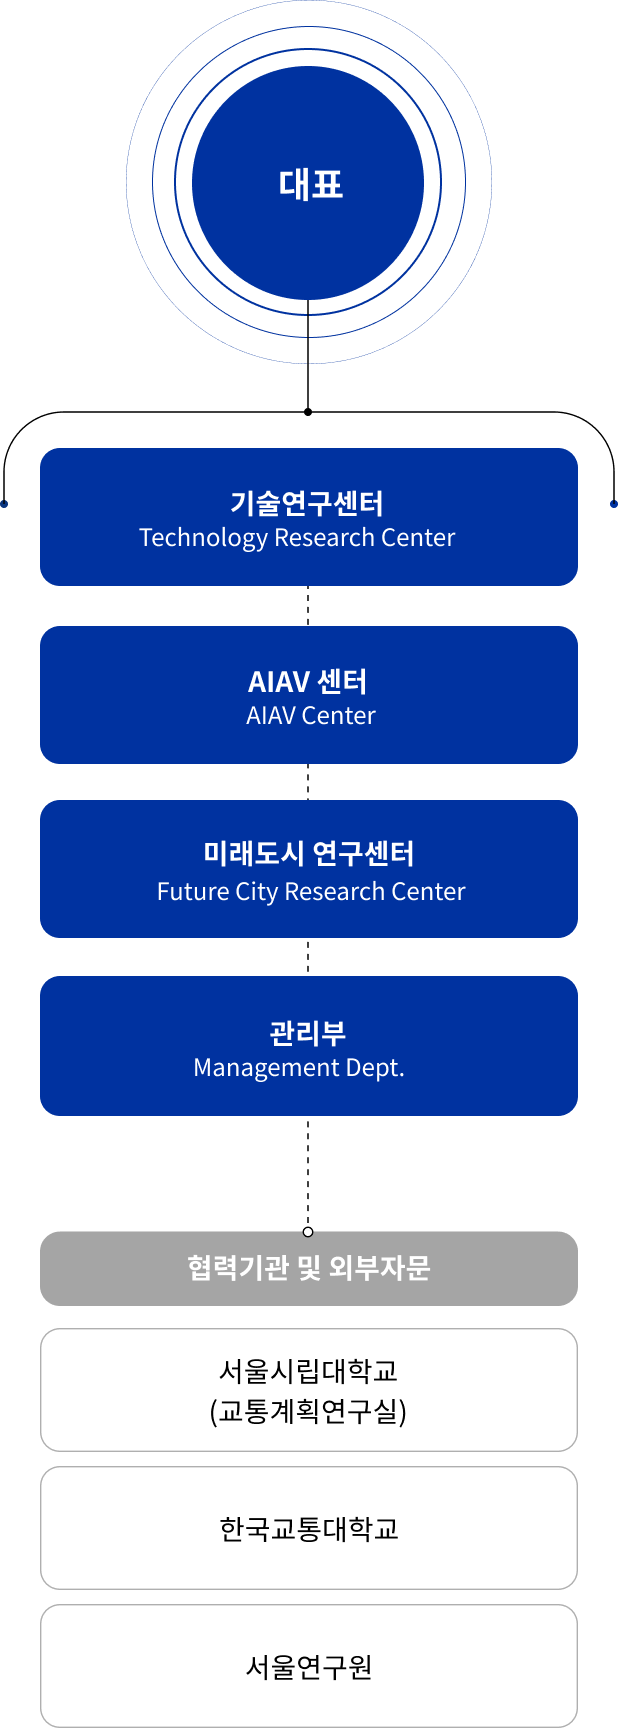 대표
기술연구센터
Technology Research Center
AIAV 센터
AIAV Center
미래도시 연구센터
Future City Research Center
관리부
Management Dept.
협력기관 및 외부자문
서울시립대학교
(교통계획연구실)
한국교통대학교
서울연구원